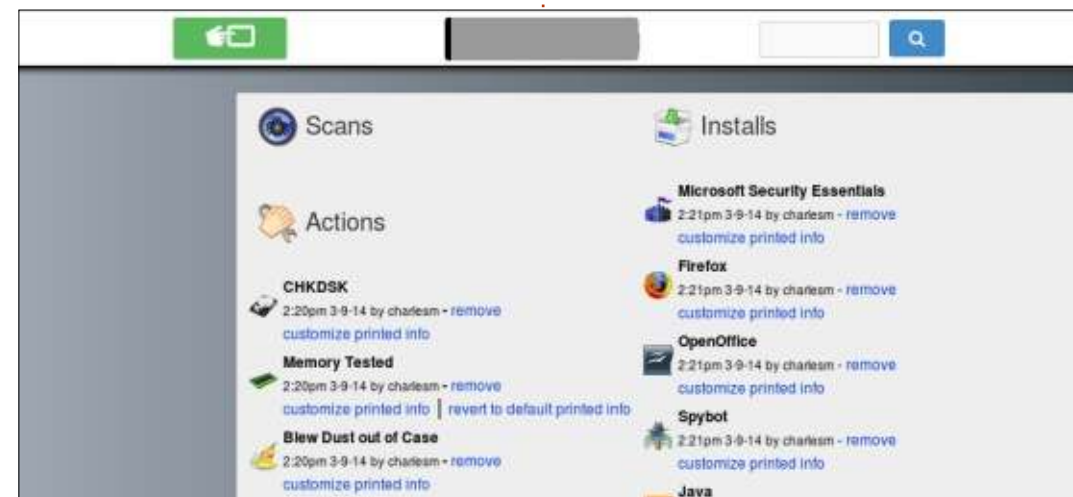 Scans
Actions
CHKDSK
2:20pm 3-9-14 by charlesm - remove
customize printed info
Memory Tested
2:20pm 3-9-14 by charlesm - remove
customize printed info | revert to default printed info
Blew Dust out of Case
2:20pm 3-9-14 by charlesm - remove
customize printed info
Installs
Microsoft Security Essentials
2:21pm 3-9-14 by charlesm - remove
customize printed info
Firefox
2:21pm 3-9-14 by charlesm - remove
customize printed info
OpenOffice
2:21pm 3-9-14 by charlesm - remove
customize printed info
Spybot
2:21pm 3-9-14 by charlesm - remove
customize printed info
Java